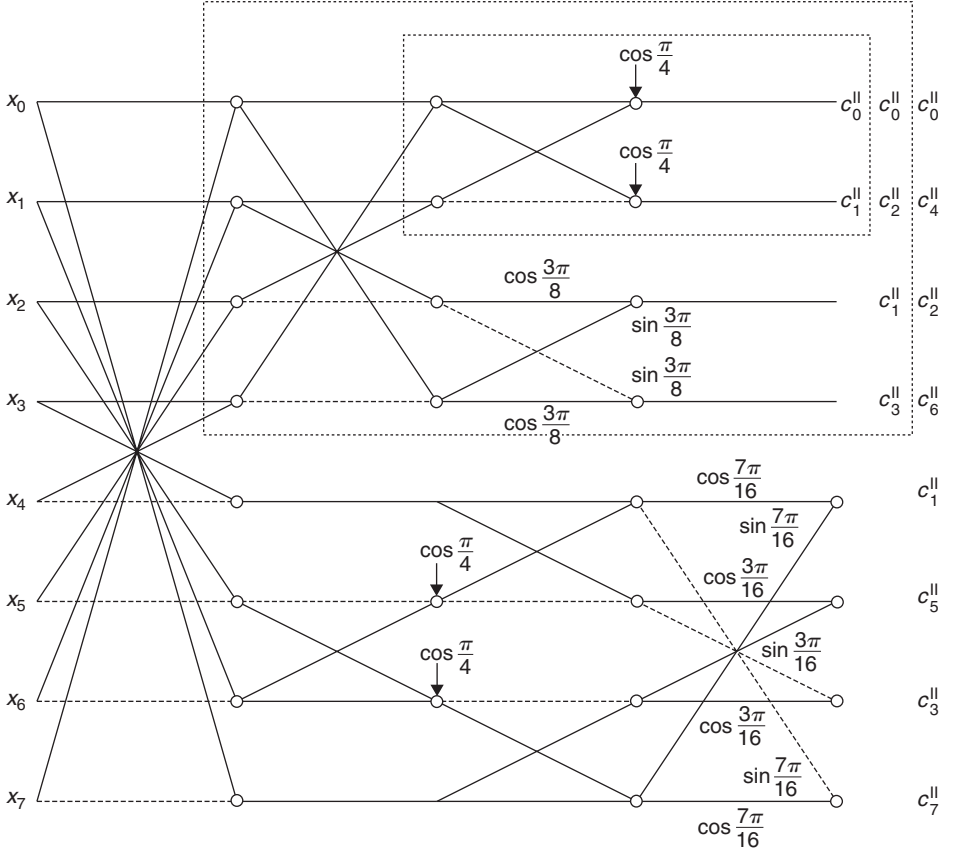 cos π/4
x₀ c₀ᴵᴵ c₀ᴵᴵ c₀ᴵᴵ
cos π/4
x₁ c₁ᴵᴵ c₂ᴵᴵ c₄ᴵᴵ
cos 3π/8
x₂ c₁ᴵᴵ c₂ᴵᴵ
sin 3π/8
sin 3π/8
x₃ c₃ᴵᴵ c₆ᴵᴵ
cos 3π/8
cos 7π/16
x₄ c₁ᴵᴵ
sin 7π/16
cos π/4
cos 3π/16
x₅ c₅ᴵᴵ
cos π/4
sin 3π/16
x₆ c₃ᴵᴵ
cos 3π/16
sin 7π/16
x₇ c₇ᴵᴵ
cos 7π/16